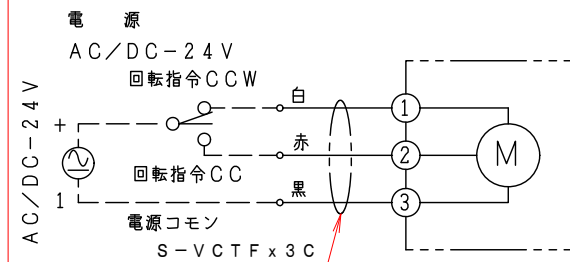 電 源
AC/DC-24V
回転指令CCW
白
1
AC/DC-24V
+
赤
2
M
回転指令CC
黒
1
3
電源コモン
S-VCTFx3C